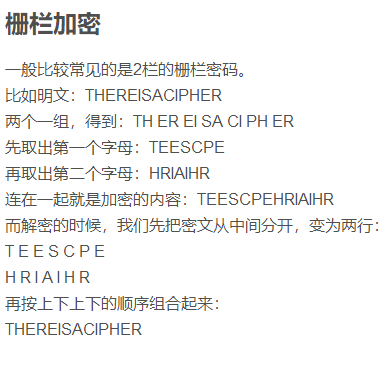 栅栏加密
一般比较常见的是2栏的栅栏密码。
比如明文：THEREISACIPHER
两个一组，得到：TH ER EI SA CI PH ER
先取出第一个字母：TEESCPE
再取出第二个字母：HRIAIHR
连在一起就是加密的内容：TEESCPEHRIAIHR
而解密的时候，我们先把密文从中间分开，变为两行：
T E E S C P E
H R I A I H R
再按上下上下的顺序组合起来：
THEREISACIPHER